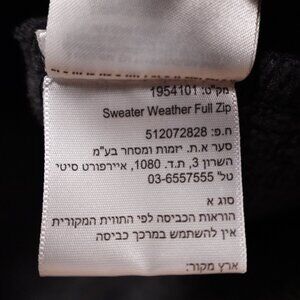 מק"ט: 1954101
Sweater Weather Full Zip
ח.פ: 512072828
סער א.ת. יזמות ומסחר בע"מ
השרון 3, ת.ד. 1080, איירפורט סיטי
טל' 03-6557555
סוג א
הוראות הכביסה לפי התווית המקורית
אין להשתמש במרכך כביסה
ארץ מקור: